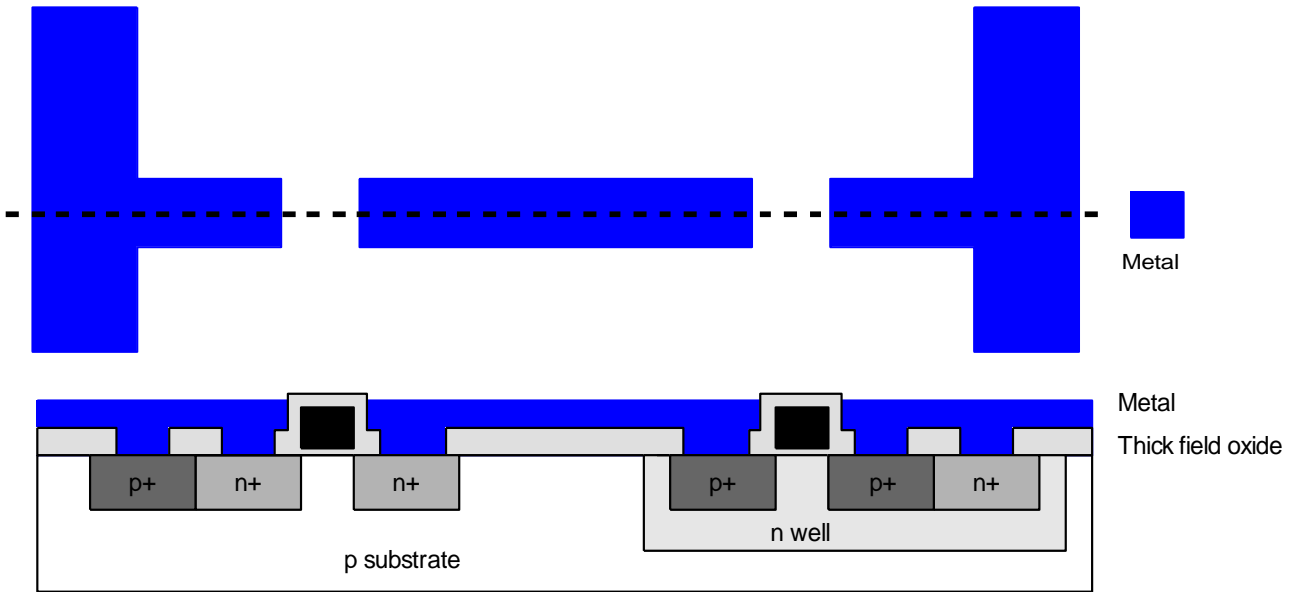 Metal
Metal
Thick field oxide
p+ n+ n+ p+ p+ n+
n well
p substrate